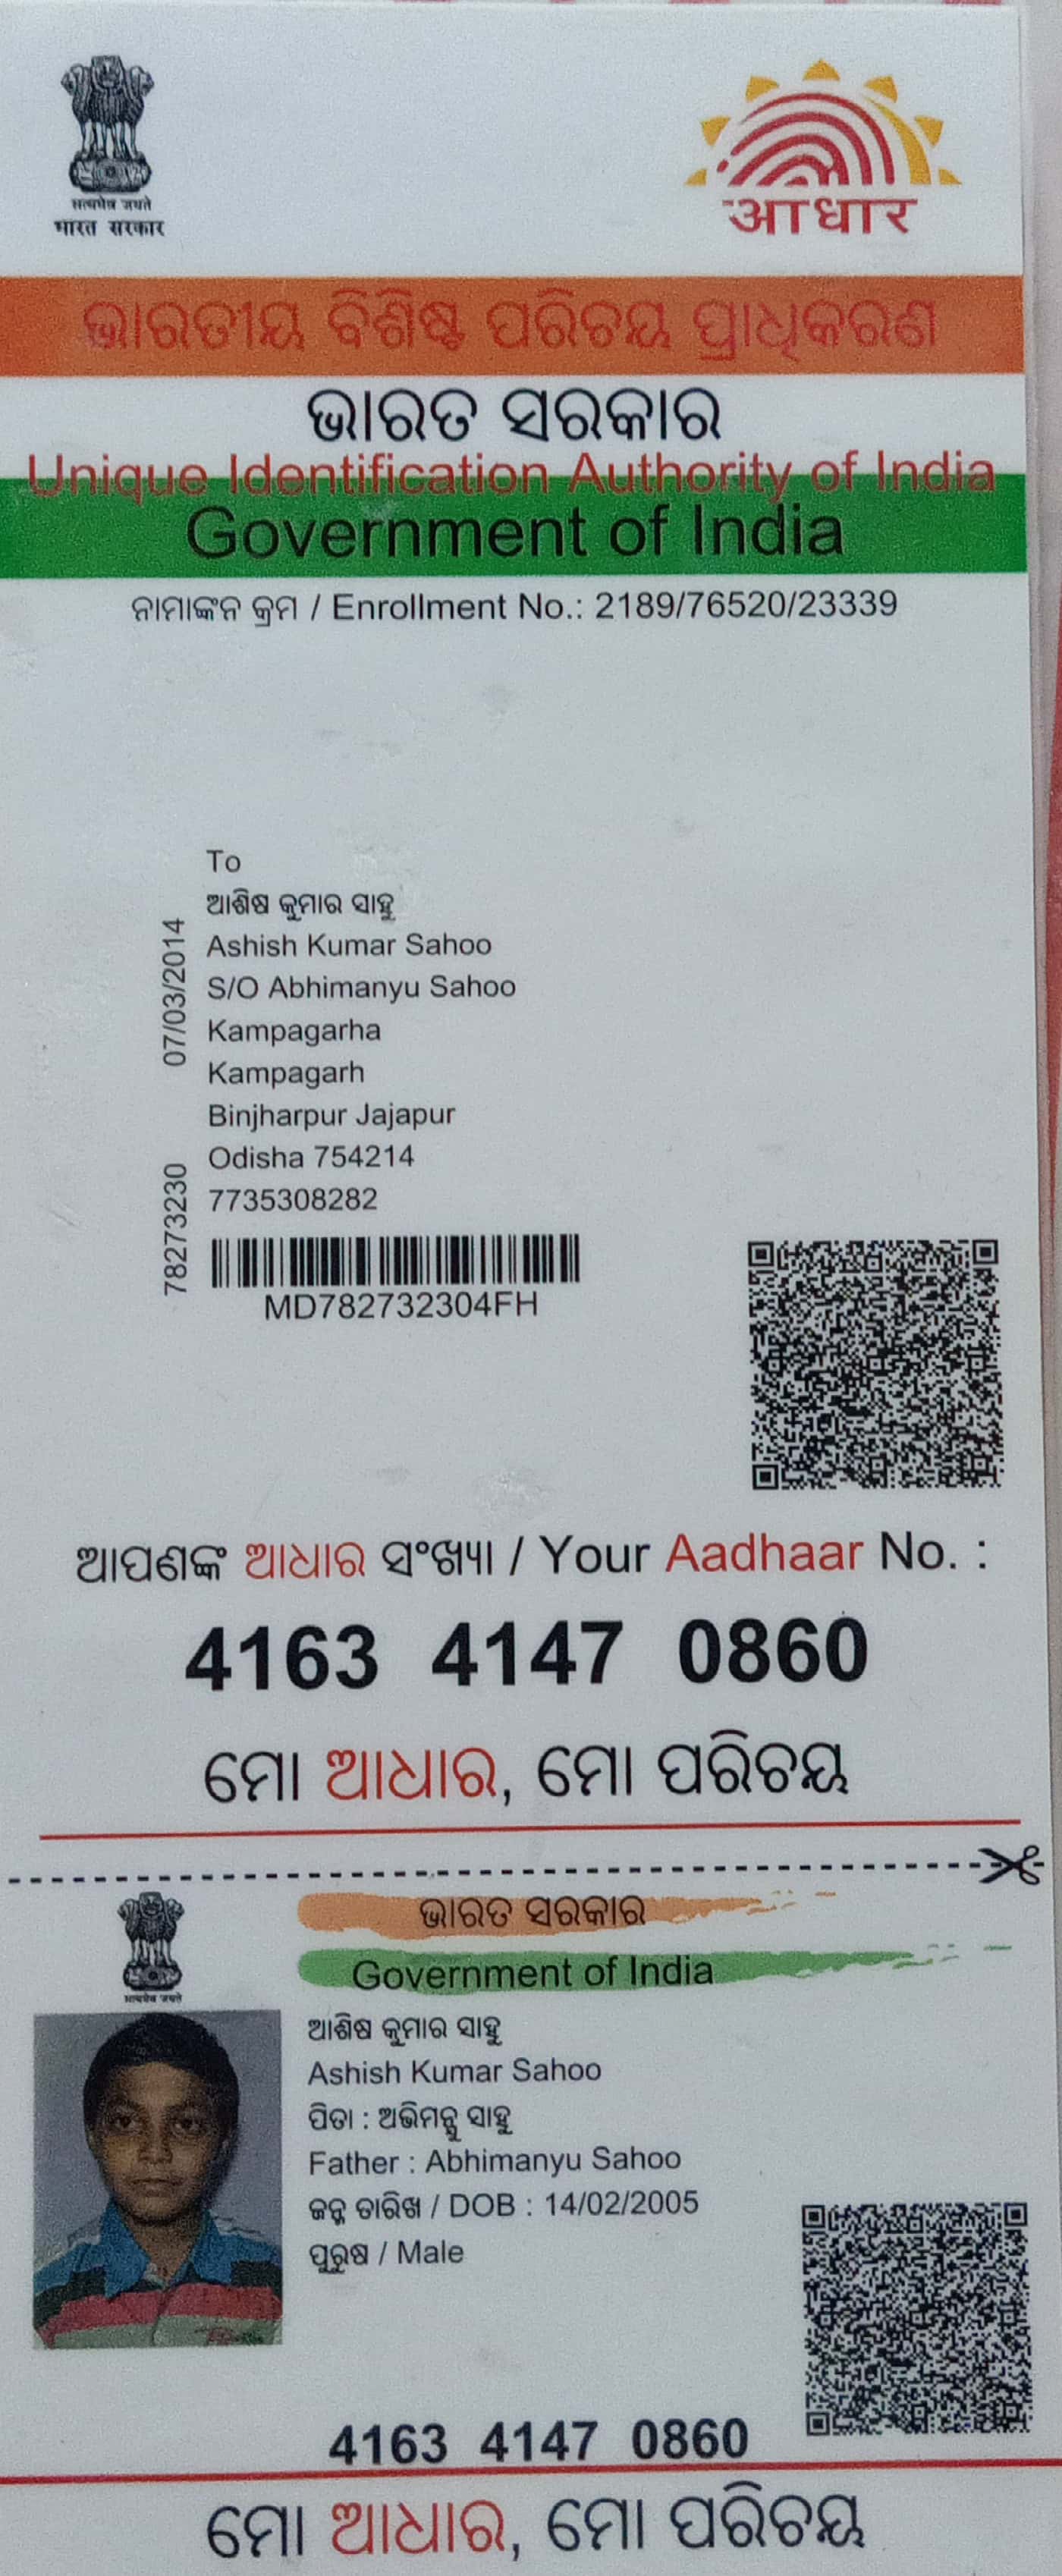 सत्यमेव जयते
भारत सरकार
आधार
ଭାରତୀୟ ବିଶିଷ୍ଟ ପରିଚୟ ପ୍ରାଧିକରଣ
ଭାରତ ସରକାର
Unique Identification Authority of India
Government of India
ନାମାଙ୍କନ କ୍ରମ / Enrollment No.: 2189/76520/23339
To
ଆଶିଷ କୁମାର ସାହୁ
Ashish Kumar Sahoo
S/O Abhimanyu Sahoo
Kampagarha
Kampagarh
Binjharpur Jajapur
Odisha 754214
7735308282
07/03/2014
78273230
MD782732304FH
ଆପଣଙ୍କ ଆଧାର ସଂଖ୍ୟା / Your Aadhaar No. :
4163 4147 0860
ମୋ ଆଧାର, ମୋ ପରିଚୟ
ଭାରତ ସରକାର
Government of India
सत्यमेव जयते
ଆଶିଷ କୁମାର ସାହୁ
Ashish Kumar Sahoo
ପିତା : ଅଭିମନ୍ଯୁ ସାହୁ
Father : Abhimanyu Sahoo
ଜନ୍ମ ତାରିଖ / DOB : 14/02/2005
ପୁରୁଷ / Male
4163 4147 0860
ମୋ ଆଧାର, ମୋ ପରିଚୟ